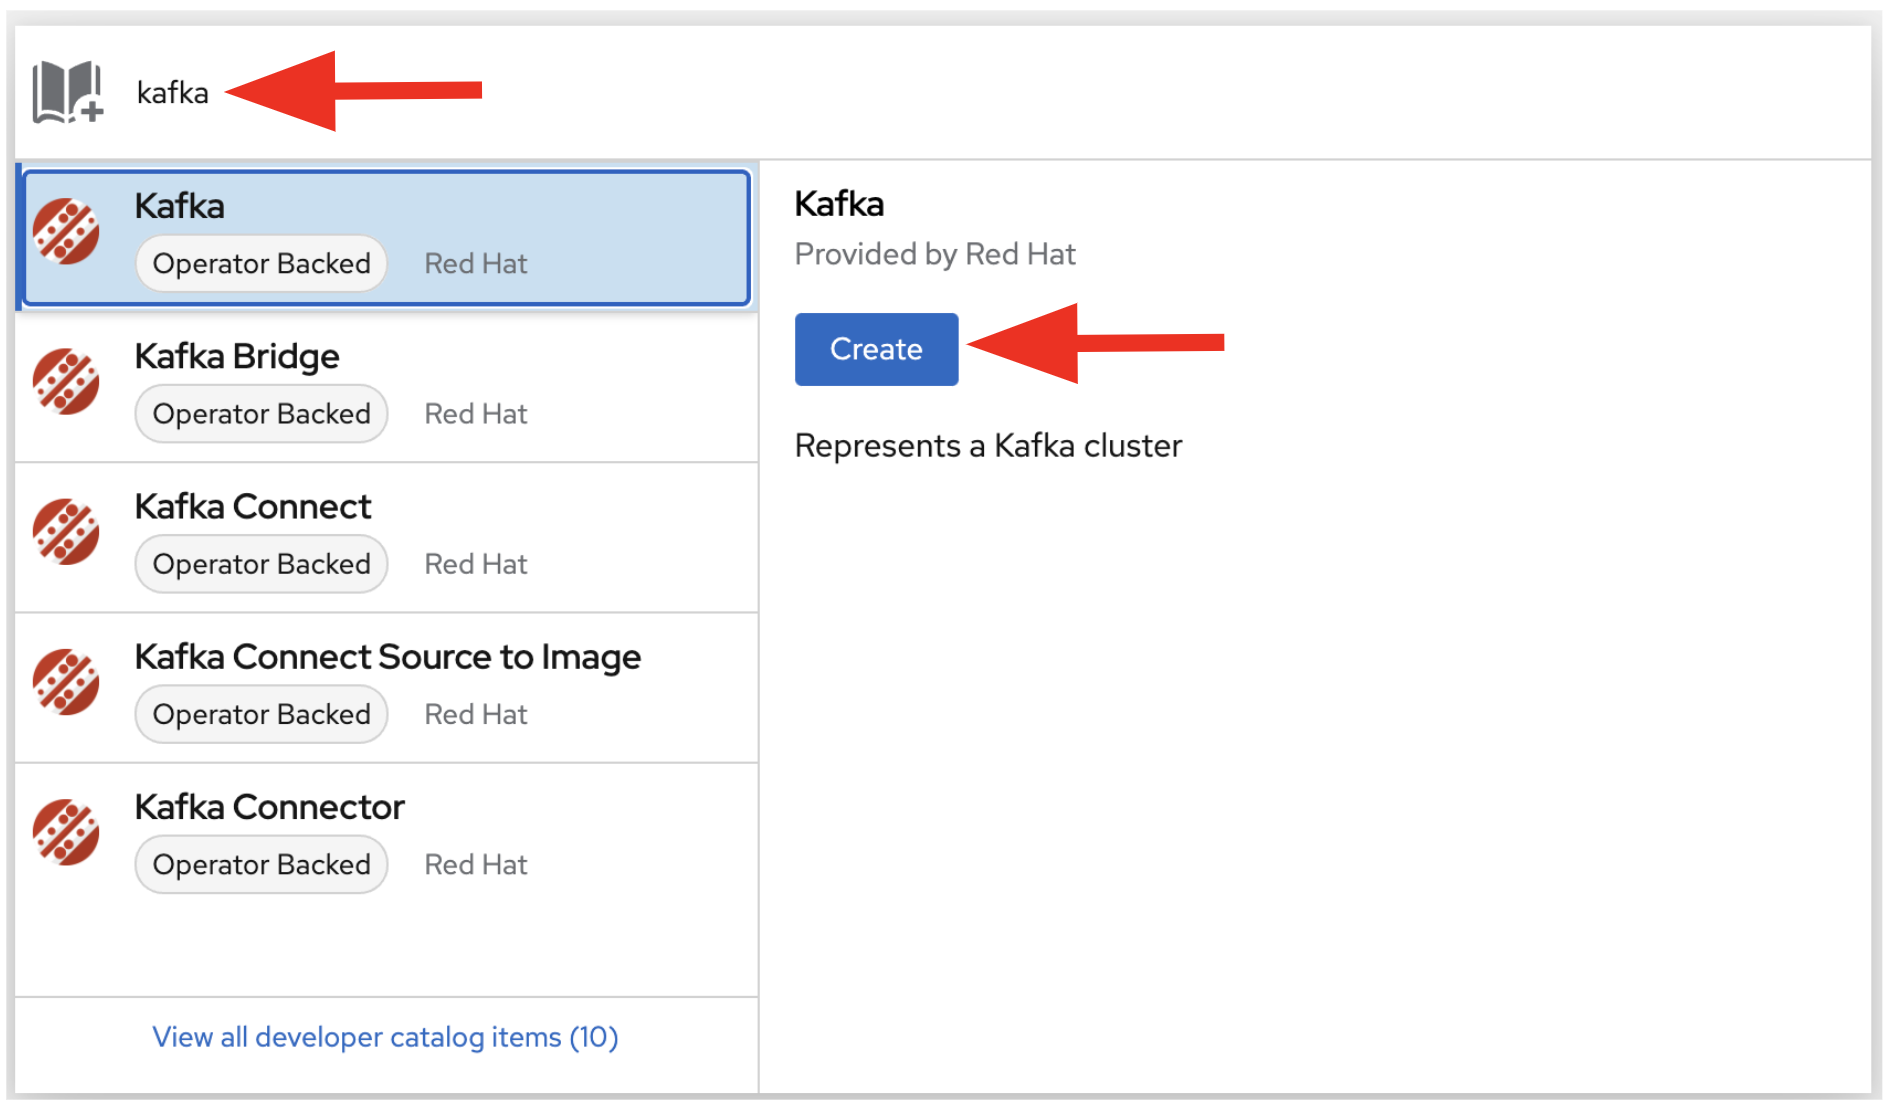 kafka
Kafka
Operator Backed Red Hat
Kafka Bridge
Operator Backed Red Hat
Kafka Connect
Operator Backed Red Hat
Kafka Connect Source to Image
Operator Backed Red Hat
Kafka Connector
Operator Backed Red Hat
View all developer catalog items (10)
Kafka
Provided by Red Hat
Create
Represents a Kafka cluster